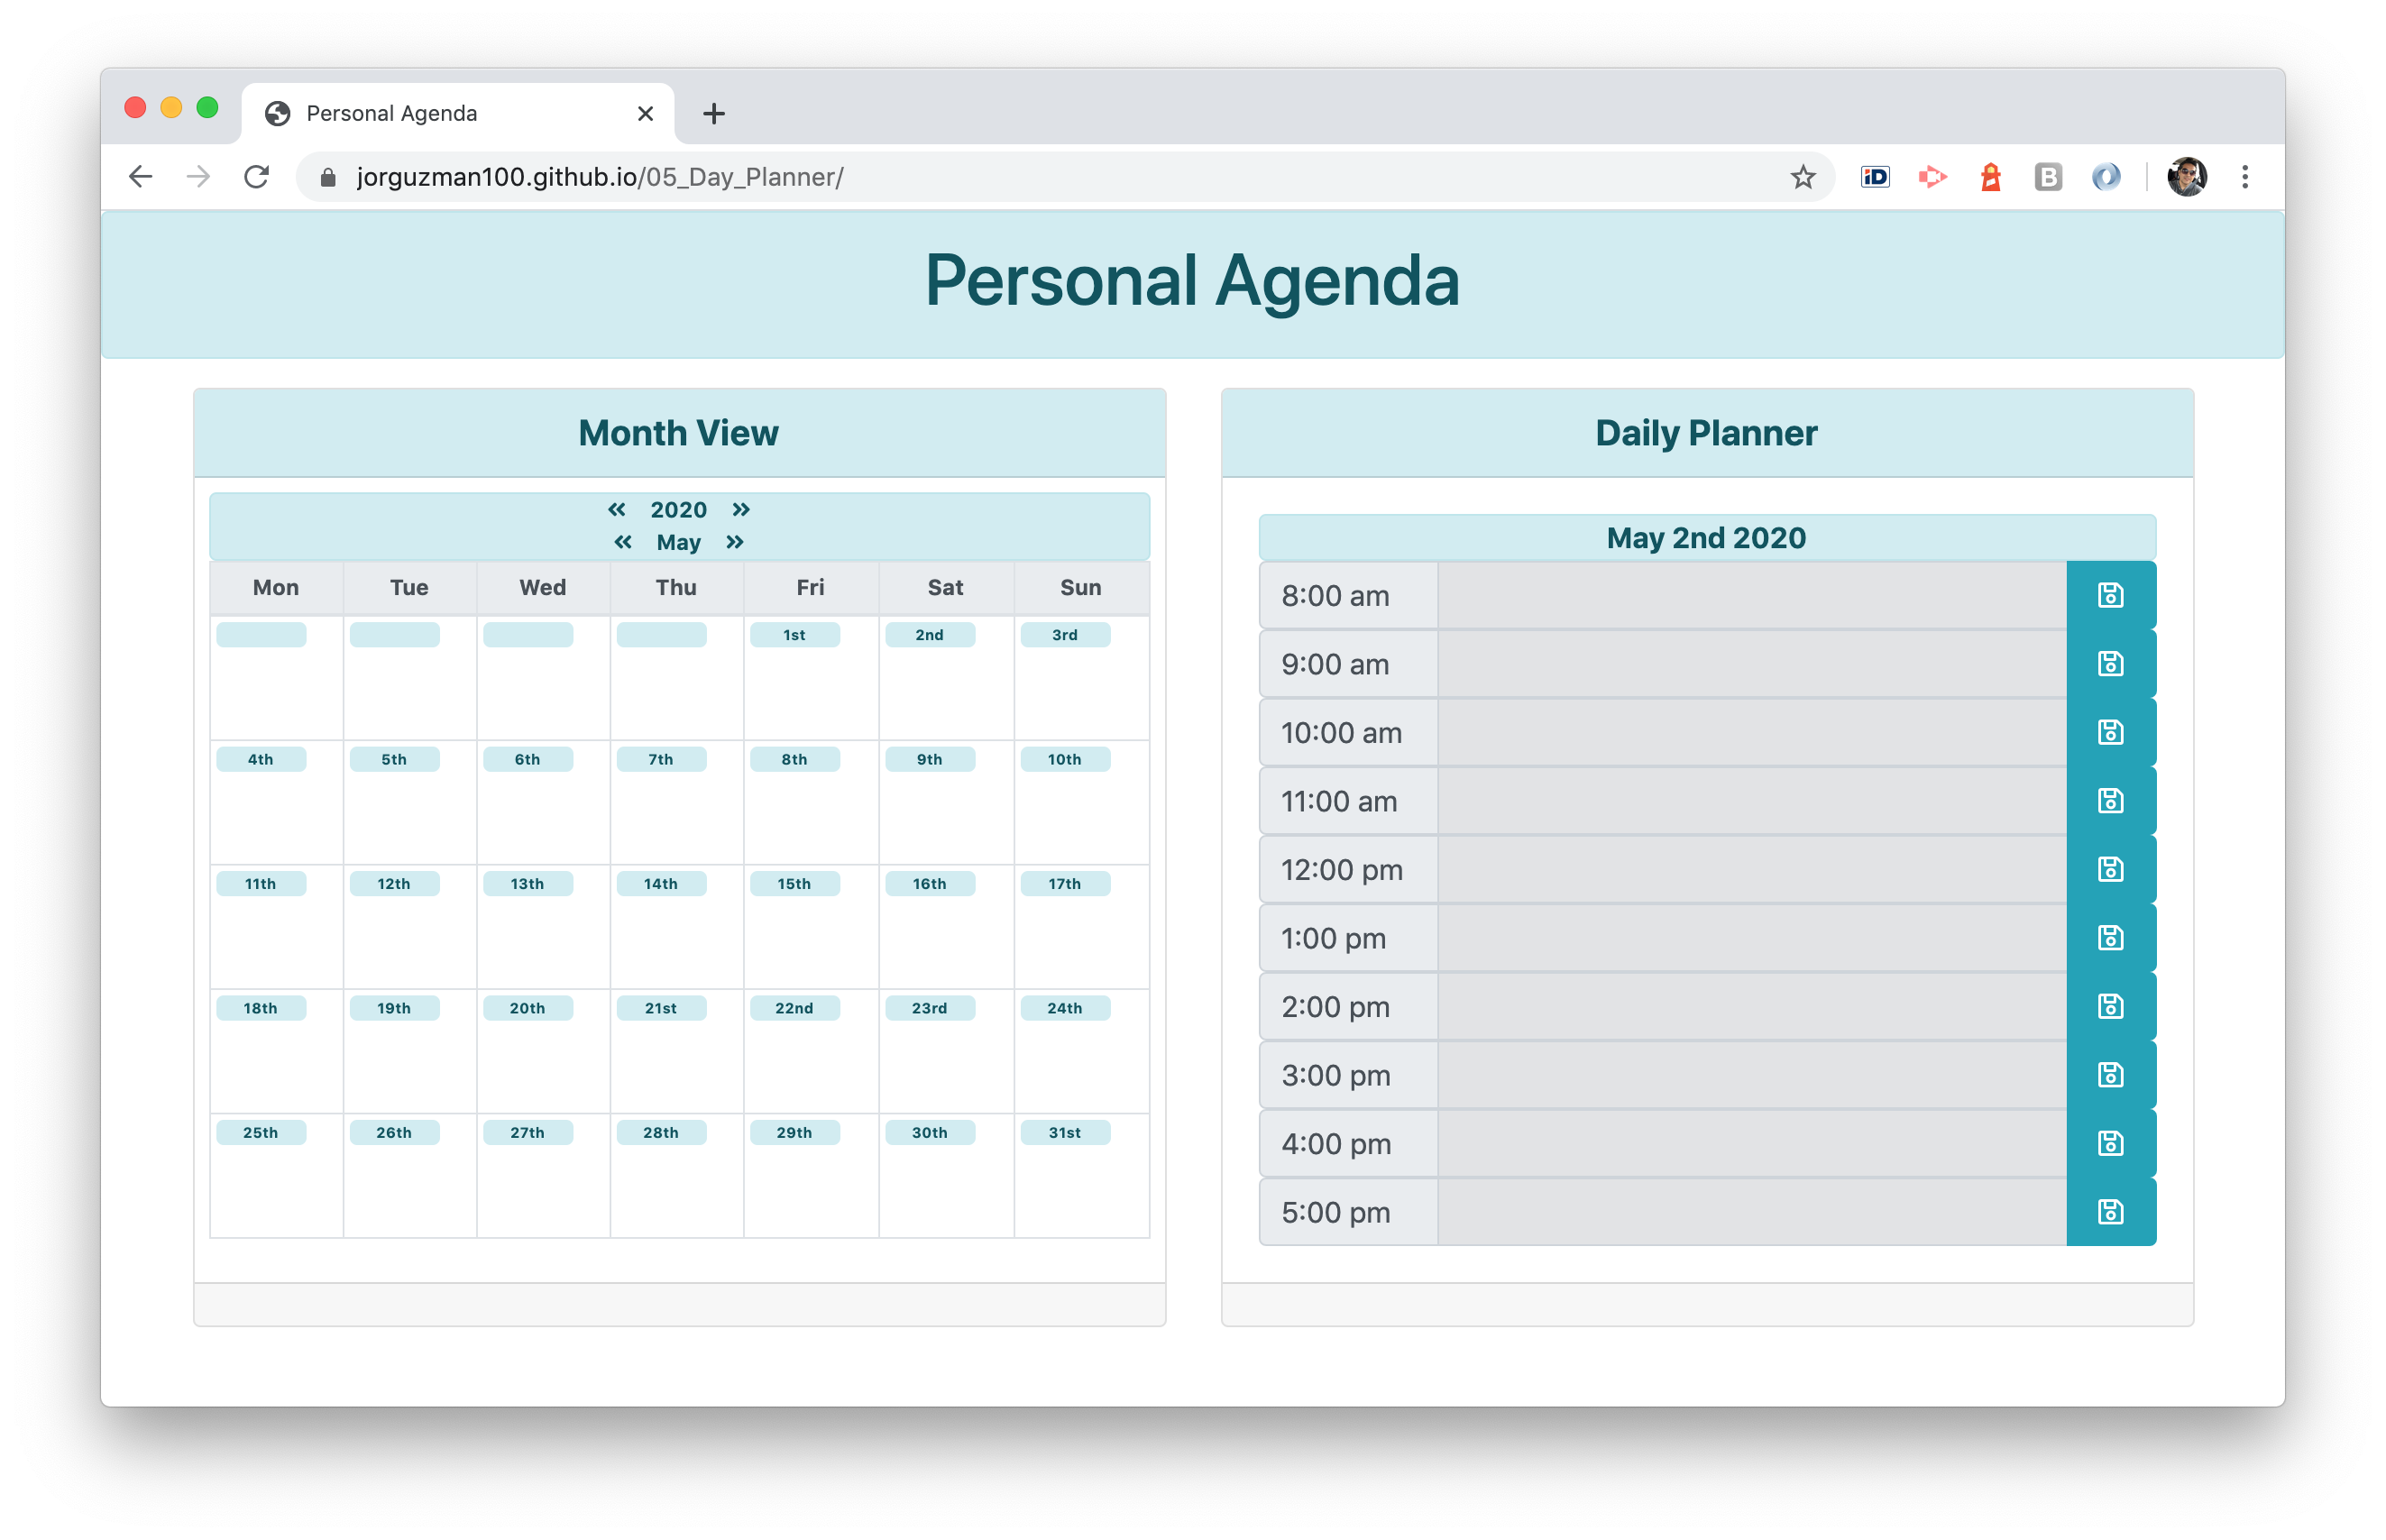 Personal Agenda
jorguzman100.github.io/05_Day_Planner/
iD
B
Personal Agenda
Month View
« 2020 »
« May »
Mon Tue Wed Thu Fri Sat Sun
1st 2nd 3rd
4th 5th 6th 7th 8th 9th 10th
11th 12th 13th 14th 15th 16th 17th
18th 19th 20th 21st 22nd 23rd 24th
25th 26th 27th 28th 29th 30th 31st
Daily Planner
May 2nd 2020
8:00 am
9:00 am
10:00 am
11:00 am
12:00 pm
1:00 pm
2:00 pm
3:00 pm
4:00 pm
5:00 pm